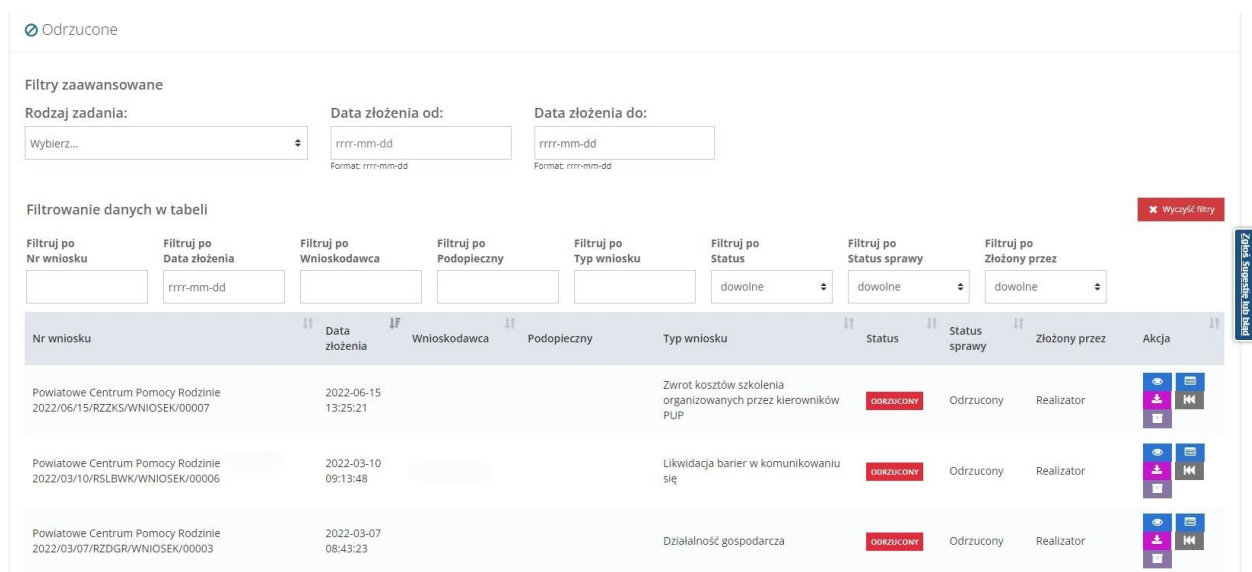 Odrzucone
Filtry zaawansowane
Rodzaj zadania: Data złożenia od: Data złożenia do:
Wybierz... rrrr-mm-dd rrrr-mm-dd
Format: rrrr-mm-dd Format: rrrr-mm-dd
Filtrowanie danych w tabeli Wyczyść filtry
Filtruj po Filtruj po Filtruj po Filtruj po Filtruj po Filtruj po Filtruj po Filtruj po
Nr wniosku Data złożenia Wnioskodawca Podopieczny Typ wniosku Status Status sprawy Złożony przez
rrrr-mm-dd dowolne dowolne dowolne
Zgłoś Sugestię lub błąd
Nr wniosku Data złożenia Wnioskodawca Podopieczny Typ wniosku Status Status sprawy Złożony przez Akcja
Powiatowe Centrum Pomocy Rodzinie 2022-06-15 Zwrot kosztów szkolenia
2022/06/15/RZZKS/WNIOSEK/00007 13:25:21 organizowanych przez kierowników ODRZUCONY Odrzucony Realizator
PUP
Powiatowe Centrum Pomocy Rodzinie 2022-03-10 Likwidacja barier w komunikowaniu
2022/03/10/RSLBWK/WNIOSEK/00006 09:13:48 się ODRZUCONY Odrzucony Realizator
Powiatowe Centrum Pomocy Rodzinie 2022-03-07
2022/03/07/RZDGR/WNIOSEK/00003 08:43:23 Działalność gospodarcza ODRZUCONY Odrzucony Realizator